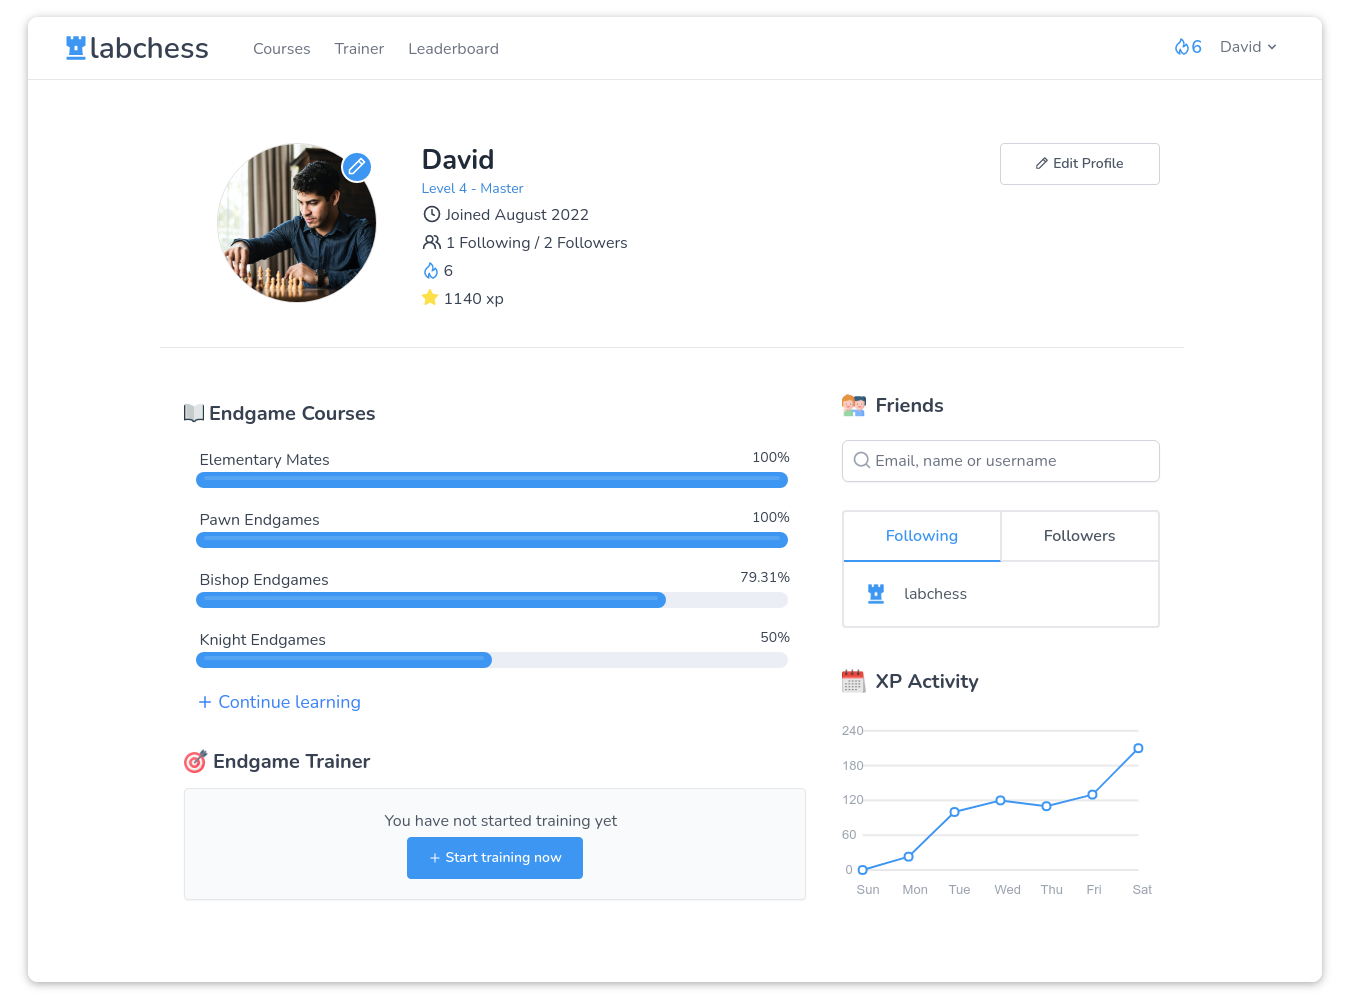 labchess
Courses Trainer Leaderboard
6 David
David
Level 4 - Master
Joined August 2022
1 Following / 2 Followers
6
1140 xp
Edit Profile
Endgame Courses
Elementary Mates 100%
Pawn Endgames 100%
Bishop Endgames 79.31%
Knight Endgames 50%
+ Continue learning
Endgame Trainer
You have not started training yet
+ Start training now
Friends
Email, name or username
Following Followers
labchess
XP Activity
240
180
120
60
0
Sun Mon Tue Wed Thu Fri Sat